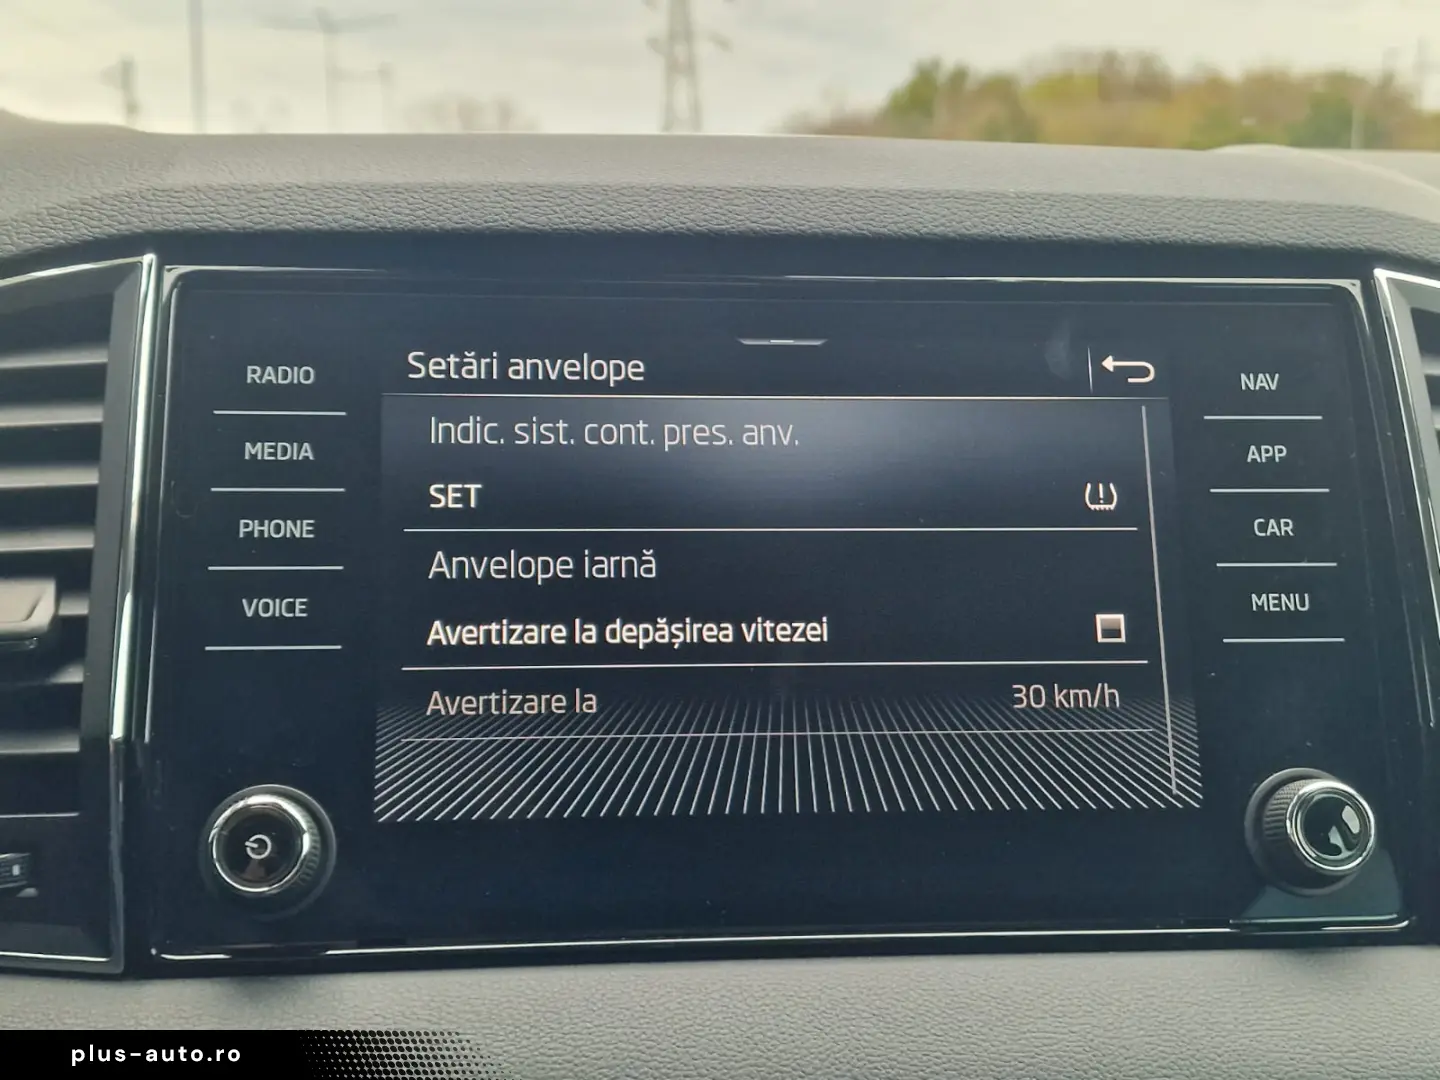 RADIO
MEDIA
PHONE
VOICE
Setări anvelope
Indic. sist. cont. pres. anv.
SET
Anvelope iarnă
Avertizare la depășirea vitezei
Avertizare la 30 km/h
NAV
APP
CAR
MENU
plus-auto.ro